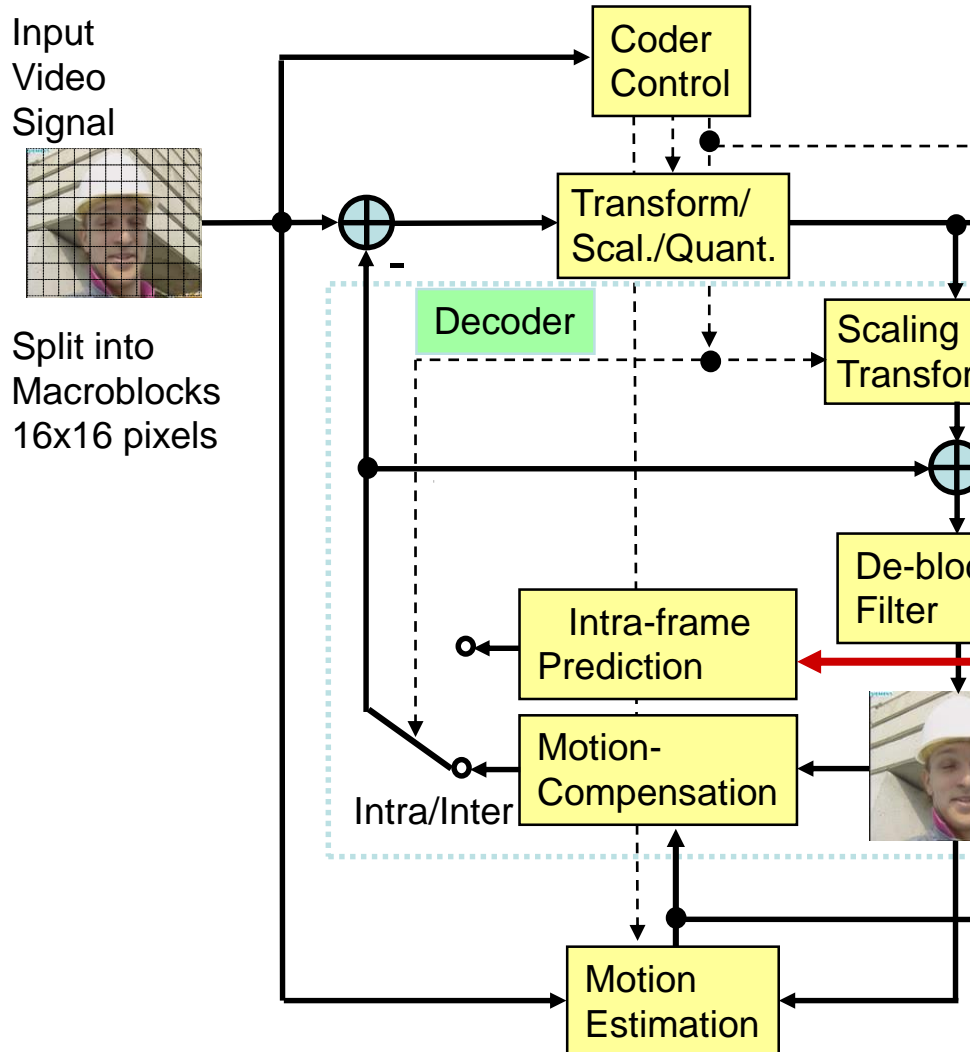 Input
Video
Signal
Coder
Control
Transform/
Scal./Quant.
-
Decoder
Scaling
Split into
Macroblocks
16x16 pixels
Filter
Intra-frame
Prediction
Motion-
Compensation
Intra/Inter
Motion
Estimation